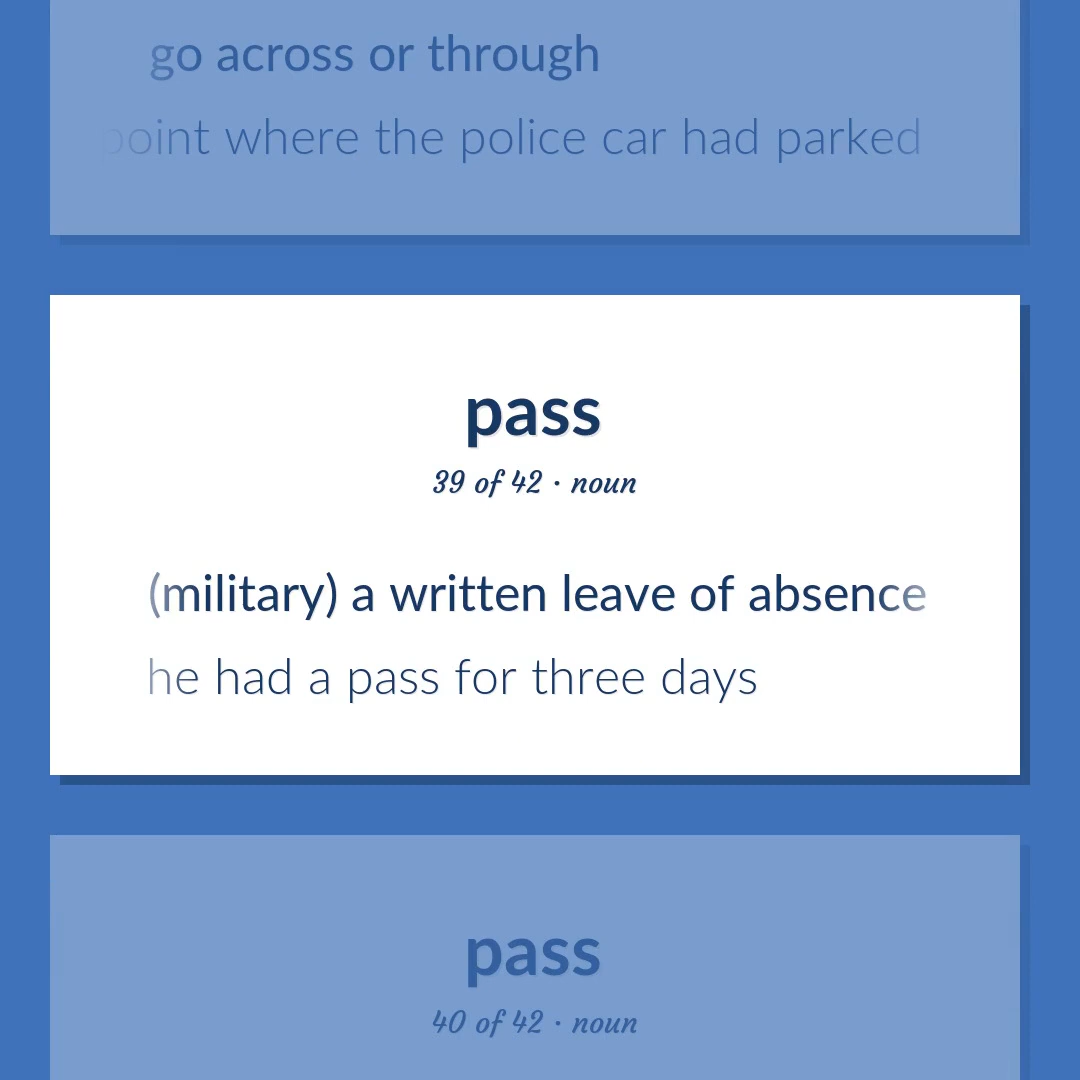 go across or through
point where the police car had parked
pass
39 of 42 · noun
(military) a written leave of absence
he had a pass for three days
pass
40 of 42 · noun